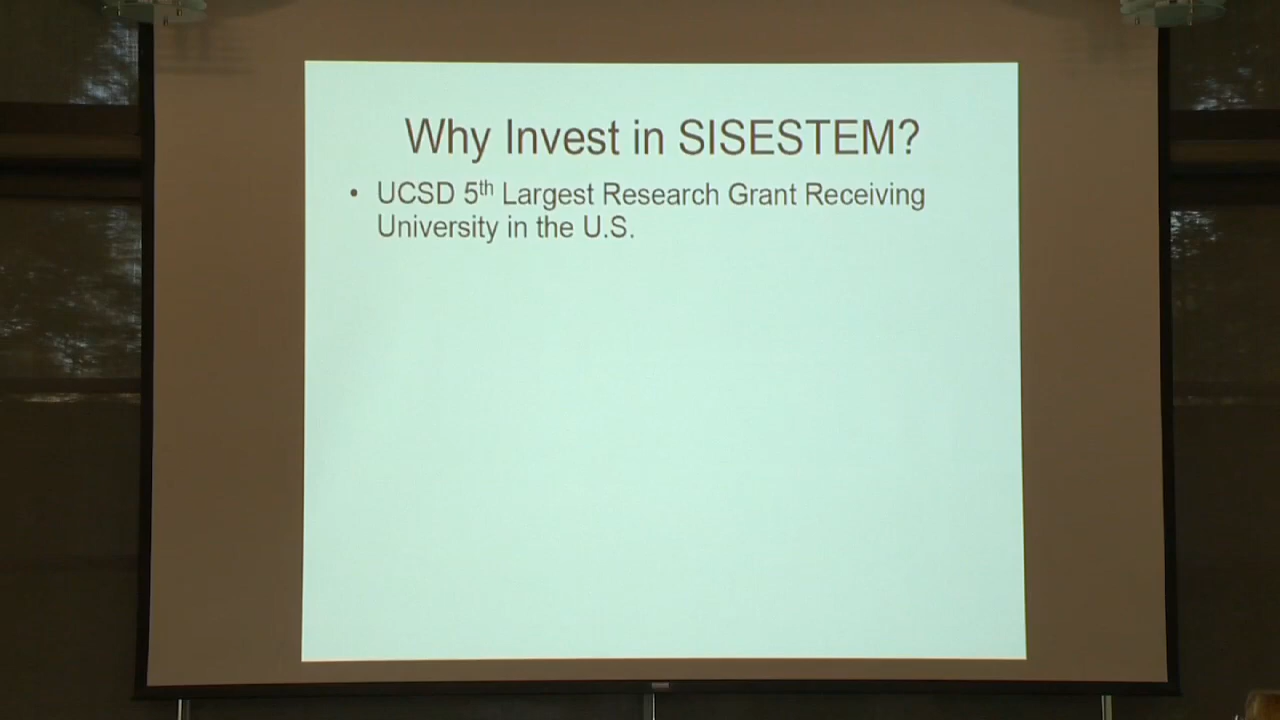 Why Invest in SISESTEM?
• UCSD 5th Largest Research Grant Receiving
University in the U.S.